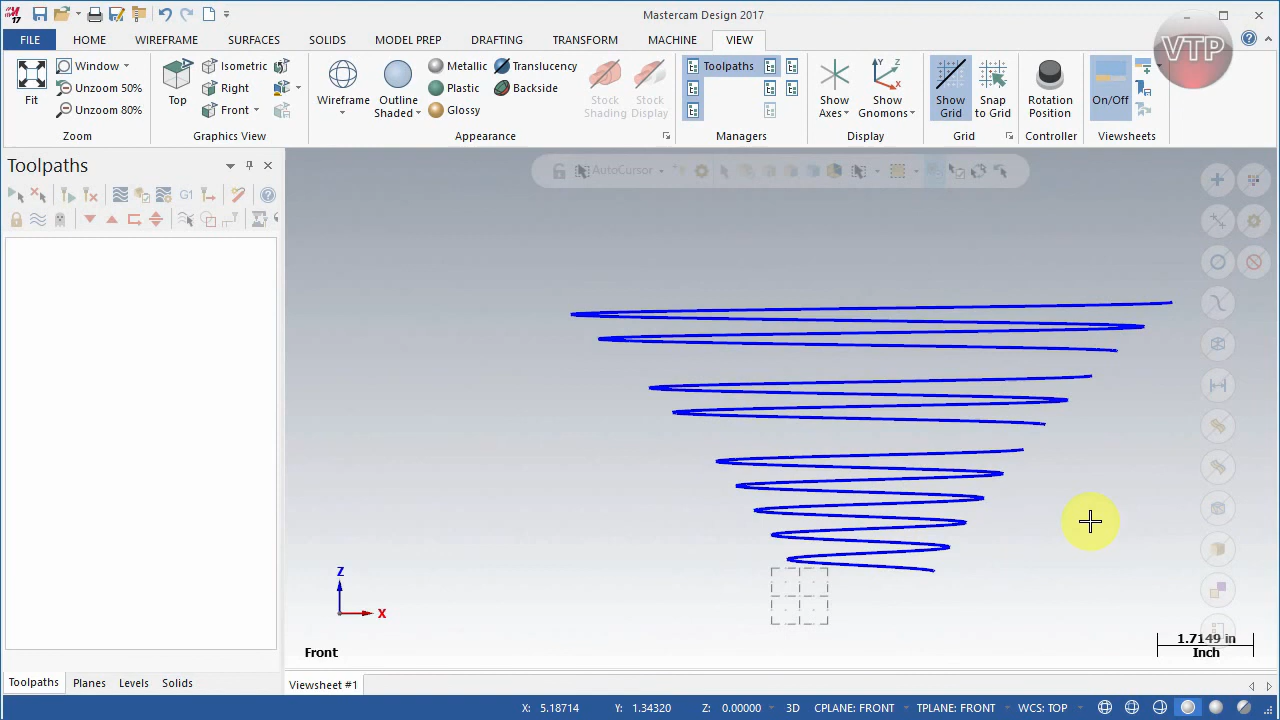 17
Mastercam Design 2017
VTP
FILE HOME WIREFRAME SURFACES SOLIDS MODEL PREP DRAFTING TRANSFORM MACHINE VIEW
Fit
Window
Unzoom 50%
Unzoom 80%
Zoom
Top
Isometric
Right
Front
Graphics View
Wireframe
Outline Shaded
Metallic
Plastic
Glossy
Translucency
Backside
Appearance
Stock Shading
Stock Display
Toolpaths
Managers
Show Axes
Show Gnomons
Display
Show Grid
Snap to Grid
Grid
Rotation Position
Controller
On/Off
Viewsheets
Toolpaths
G1
AutoCursor
Z
X
Front
1.7149 in
Inch
Toolpaths Planes Levels Solids
Viewsheet #1
X: 5.18714 Y: 1.34320 Z: 0.00000 3D CPLANE: FRONT TPLANE: FRONT WCS: TOP